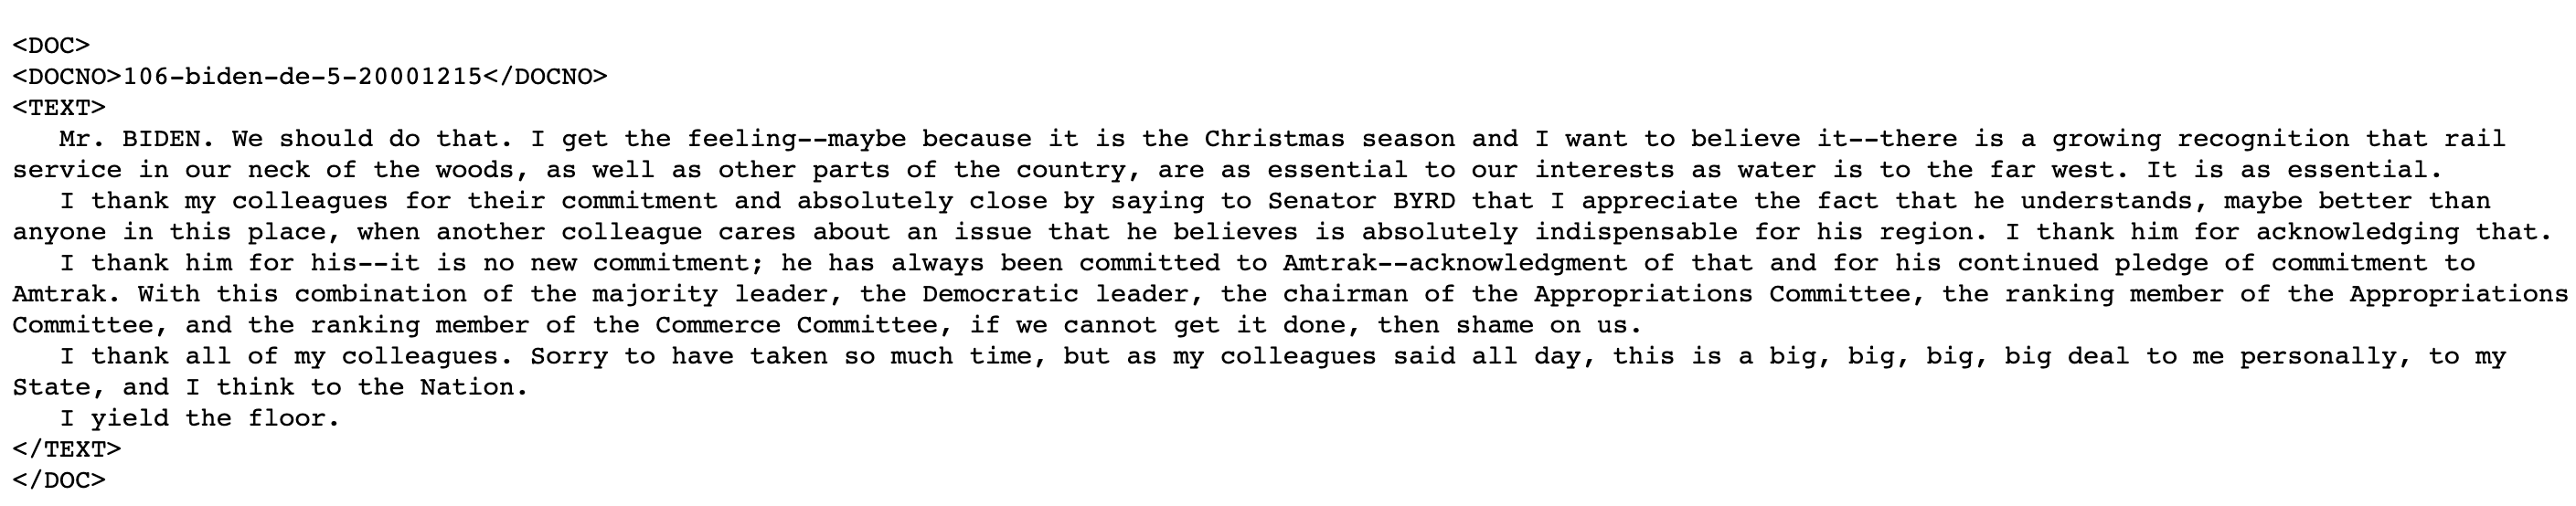 <DOC>
<DOCNO>106-biden-de-5-20001215</DOCNO>
<TEXT>
   Mr. BIDEN. We should do that. I get the feeling--maybe because it is the Christmas season and I want to believe it--there is a growing recognition that rail
service in our neck of the woods, as well as other parts of the country, are as essential to our interests as water is to the far west. It is as essential.
   I thank my colleagues for their commitment and absolutely close by saying to Senator BYRD that I appreciate the fact that he understands, maybe better than
anyone in this place, when another colleague cares about an issue that he believes is absolutely indispensable for his region. I thank him for acknowledging that.
   I thank him for his--it is no new commitment; he has always been committed to Amtrak--acknowledgment of that and for his continued pledge of commitment to
Amtrak. With this combination of the majority leader, the Democratic leader, the chairman of the Appropriations Committee, the ranking member of the Appropriations
Committee, and the ranking member of the Commerce Committee, if we cannot get it done, then shame on us.
   I thank all of my colleagues. Sorry to have taken so much time, but as my colleagues said all day, this is a big, big, big, big deal to me personally, to my
State, and I think to the Nation.
   I yield the floor.
</TEXT>
</DOC>